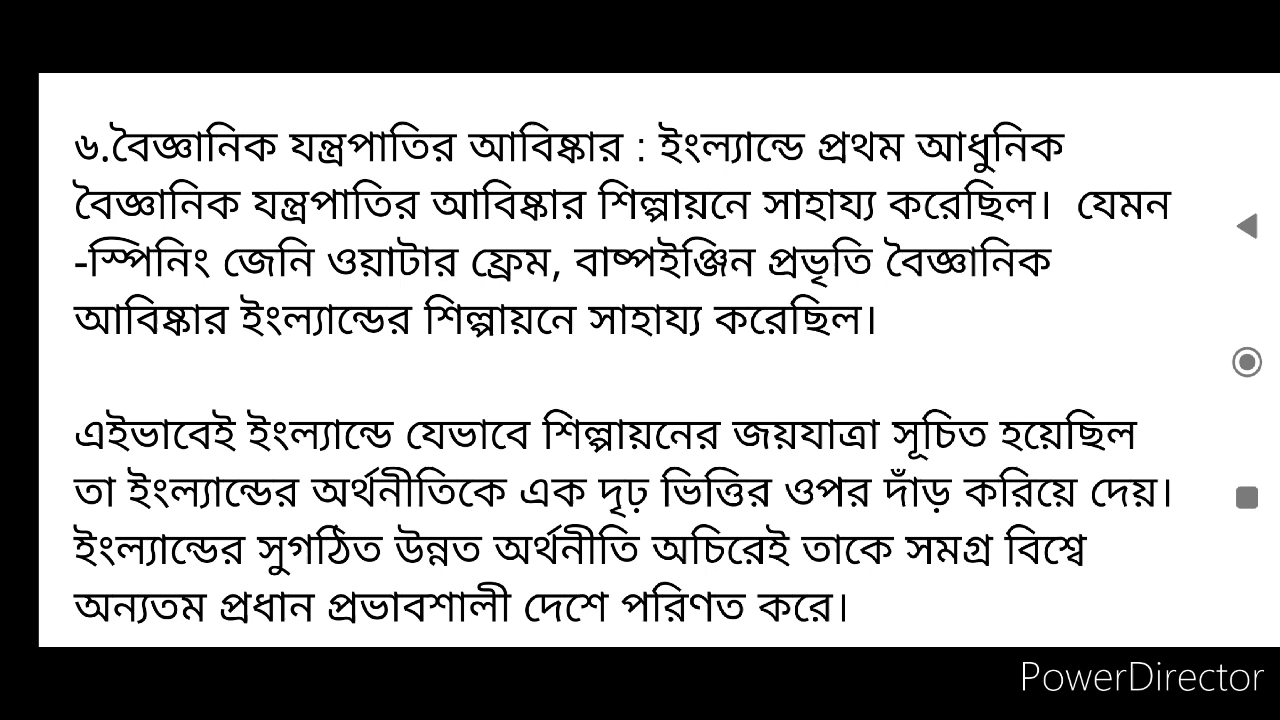 ৬.বৈজ্ঞানিক যন্ত্রপাতির আবিষ্কার : ইংল্যান্ডে প্রথম আধুনিক
বৈজ্ঞানিক যন্ত্রপাতির আবিষ্কার শিল্পায়নে সাহায্য করেছিল।  যেমন
-স্পিনিং জেনি ওয়াটার ফ্রেম, বাষ্পইঞ্জিন প্রভৃতি বৈজ্ঞানিক
আবিষ্কার ইংল্যান্ডের শিল্পায়নে সাহায্য করেছিল।
এইভাবেই ইংল্যান্ডে যেভাবে শিল্পায়নের জয়যাত্রা সূচিত হয়েছিল
তা ইংল্যান্ডের অর্থনীতিকে এক দৃঢ় ভিত্তির ওপর দাঁড় করিয়ে দেয়।
ইংল্যান্ডের সুগঠিত উন্নত অর্থনীতি অচিরেই তাকে সমগ্র বিশ্বে
অন্যতম প্রধান প্রভাবশালী দেশে পরিণত করে।
PowerDirector